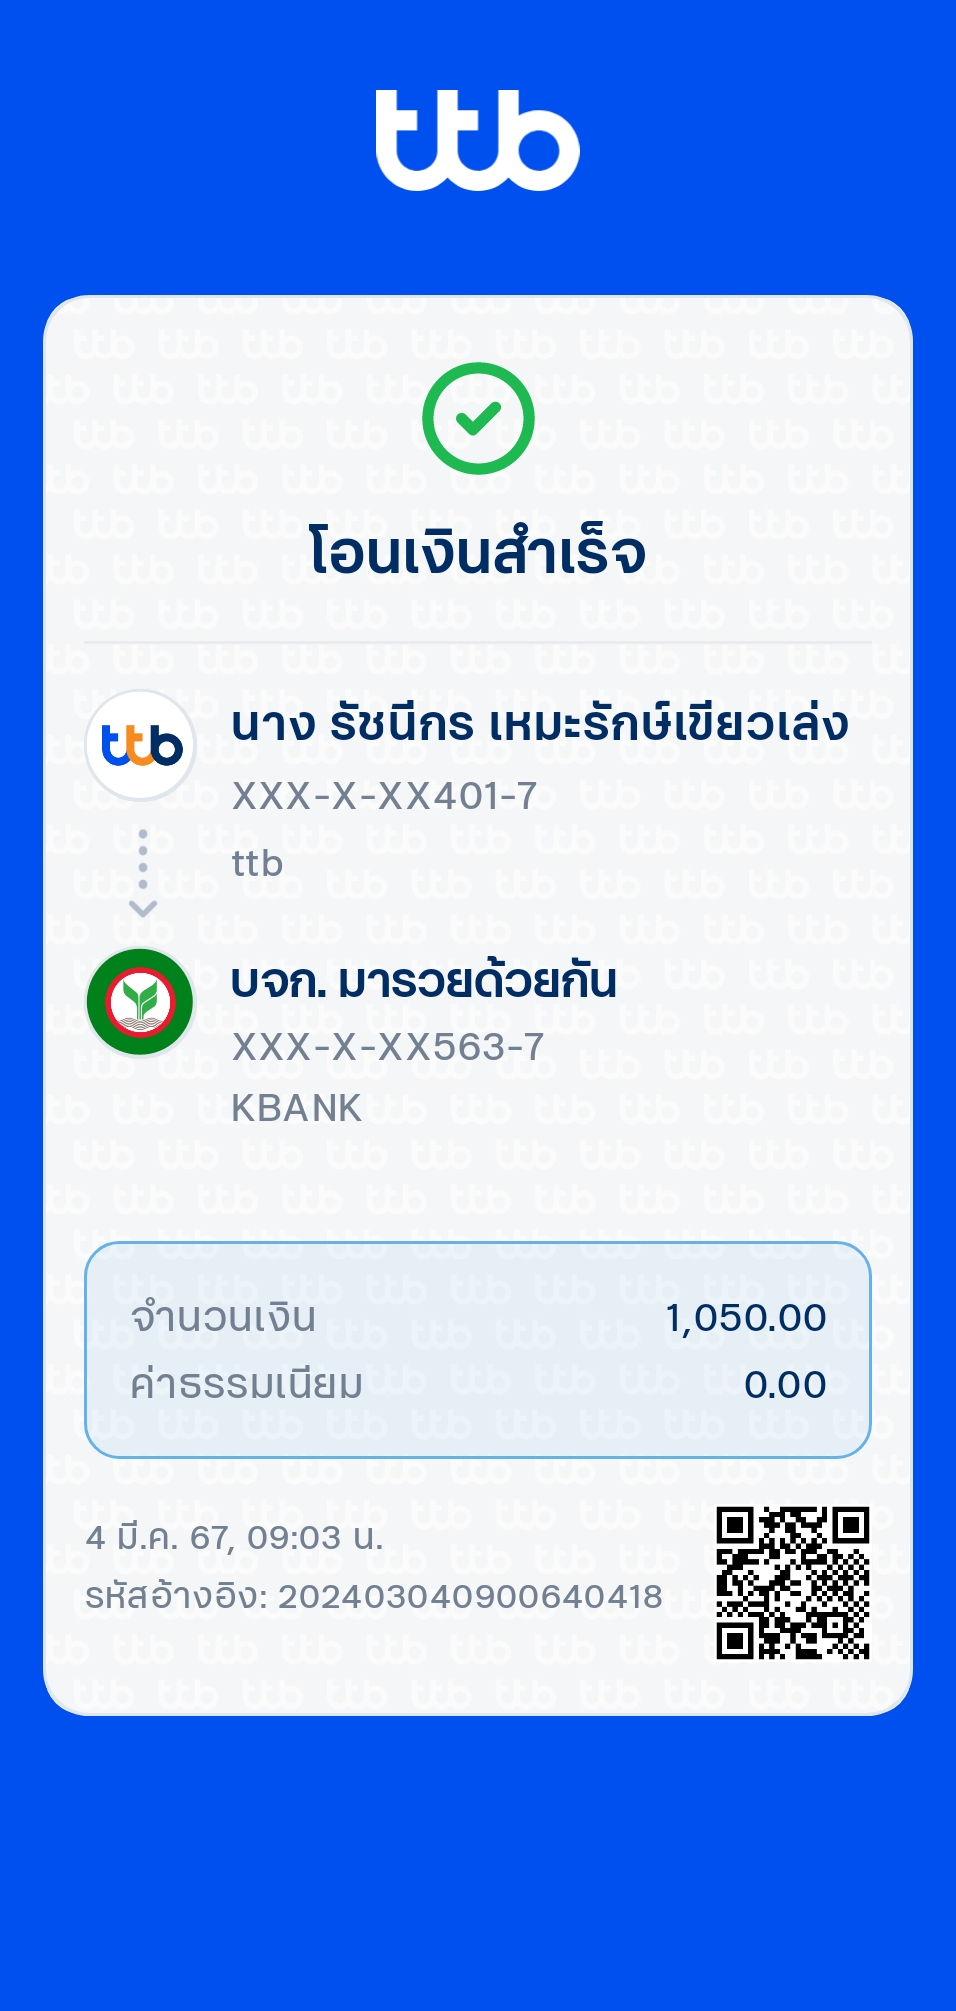 ttb
โอนเงินสำเร็จ
ttb
นาง รัชนีกร เหมะรักษ์เขียวเล่ง
XXX-X-XX401-7
ttb
บจก. มารวยด้วยกัน
XXX-X-XX563-7
KBANK
จำนวนเงิน 1,050.00
ค่าธรรมเนียม 0.00
4 มี.ค. 67, 09:03 น.
รหัสอ้างอิง: 202403040900640418